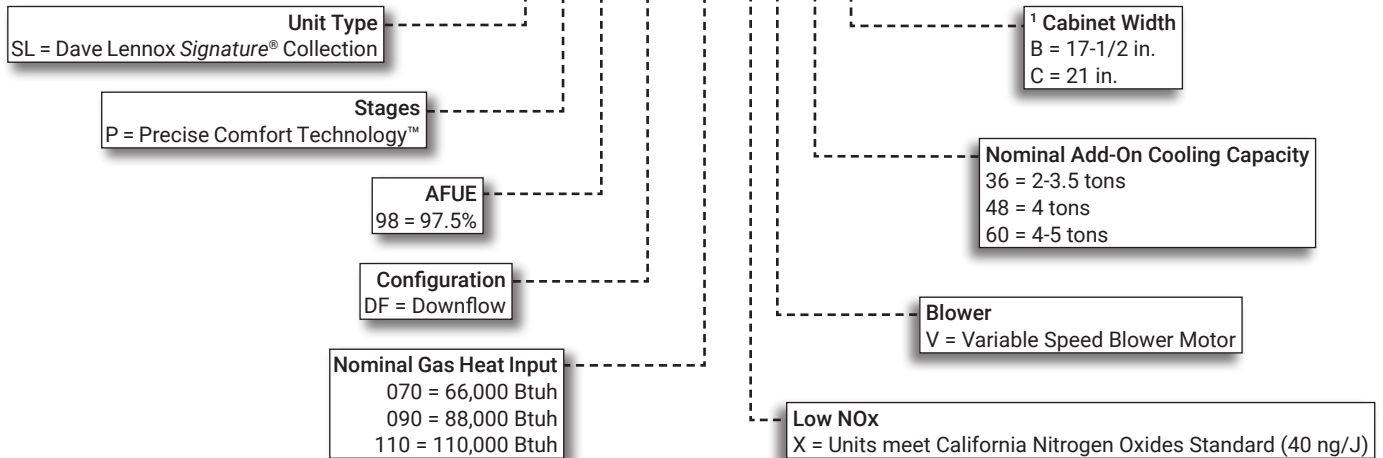 Unit Type
SL = Dave Lennox Signature® Collection
Stages
P = Precise Comfort Technology™
AFUE
98 = 97.5%
Configuration
DF = Downflow
Nominal Gas Heat Input
070 = 66,000 Btuh
090 = 88,000 Btuh
110 = 110,000 Btuh
¹ Cabinet Width
B = 17-1/2 in.
C = 21 in.
Nominal Add-On Cooling Capacity
36 = 2-3.5 tons
48 = 4 tons
60 = 4-5 tons
Blower
V = Variable Speed Blower Motor
Low NOx
X = Units meet California Nitrogen Oxides Standard (40 ng/J)